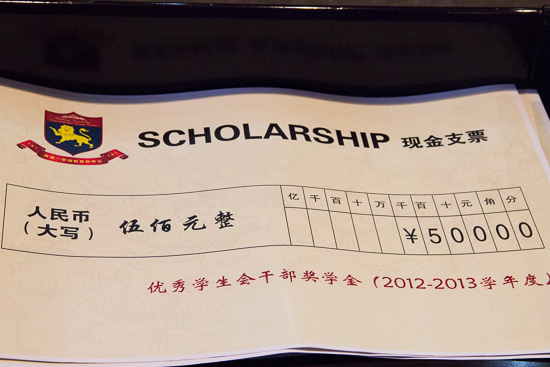 SCHOLARSHIP 现金支票
人民币
(大写)
伍佰元整
亿千百十万千百十元角分
¥50000
优秀学生会干部奖学金(2012-2013学年度)